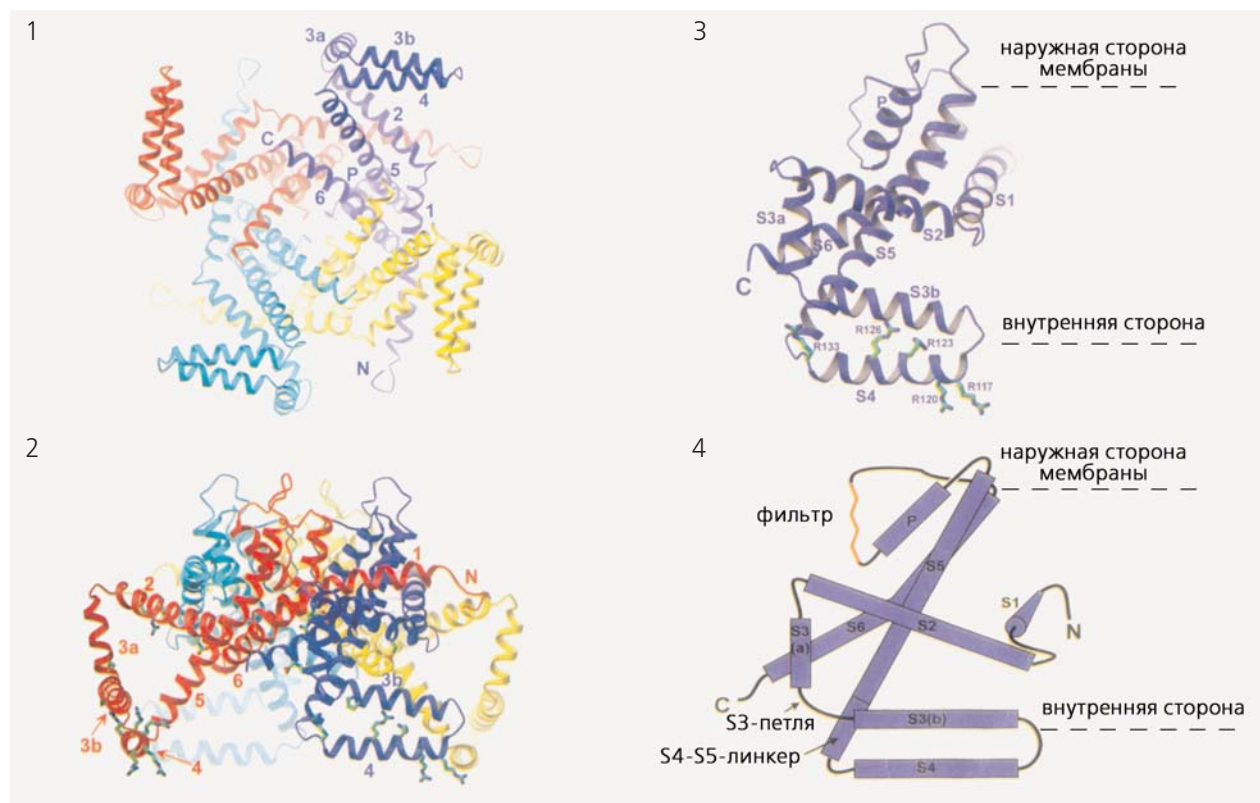 1
3a
3b
4
2
C
P
5
6
1
N
2
1
N
2
3a
6
5
3b
3b
4
4
3
наружная сторона
мембраны
P
S1
S3a
S2
S6
S5
C
S3b
внутренняя сторона
R126
R133
R123
S4
R120
R117
4
наружная сторона
мембраны
фильтр
P
S5
S1
N
S3
(a)
S6
S2
C
S3-петля
S3(b)
внутренняя сторона
S4-S5-линкер
S4